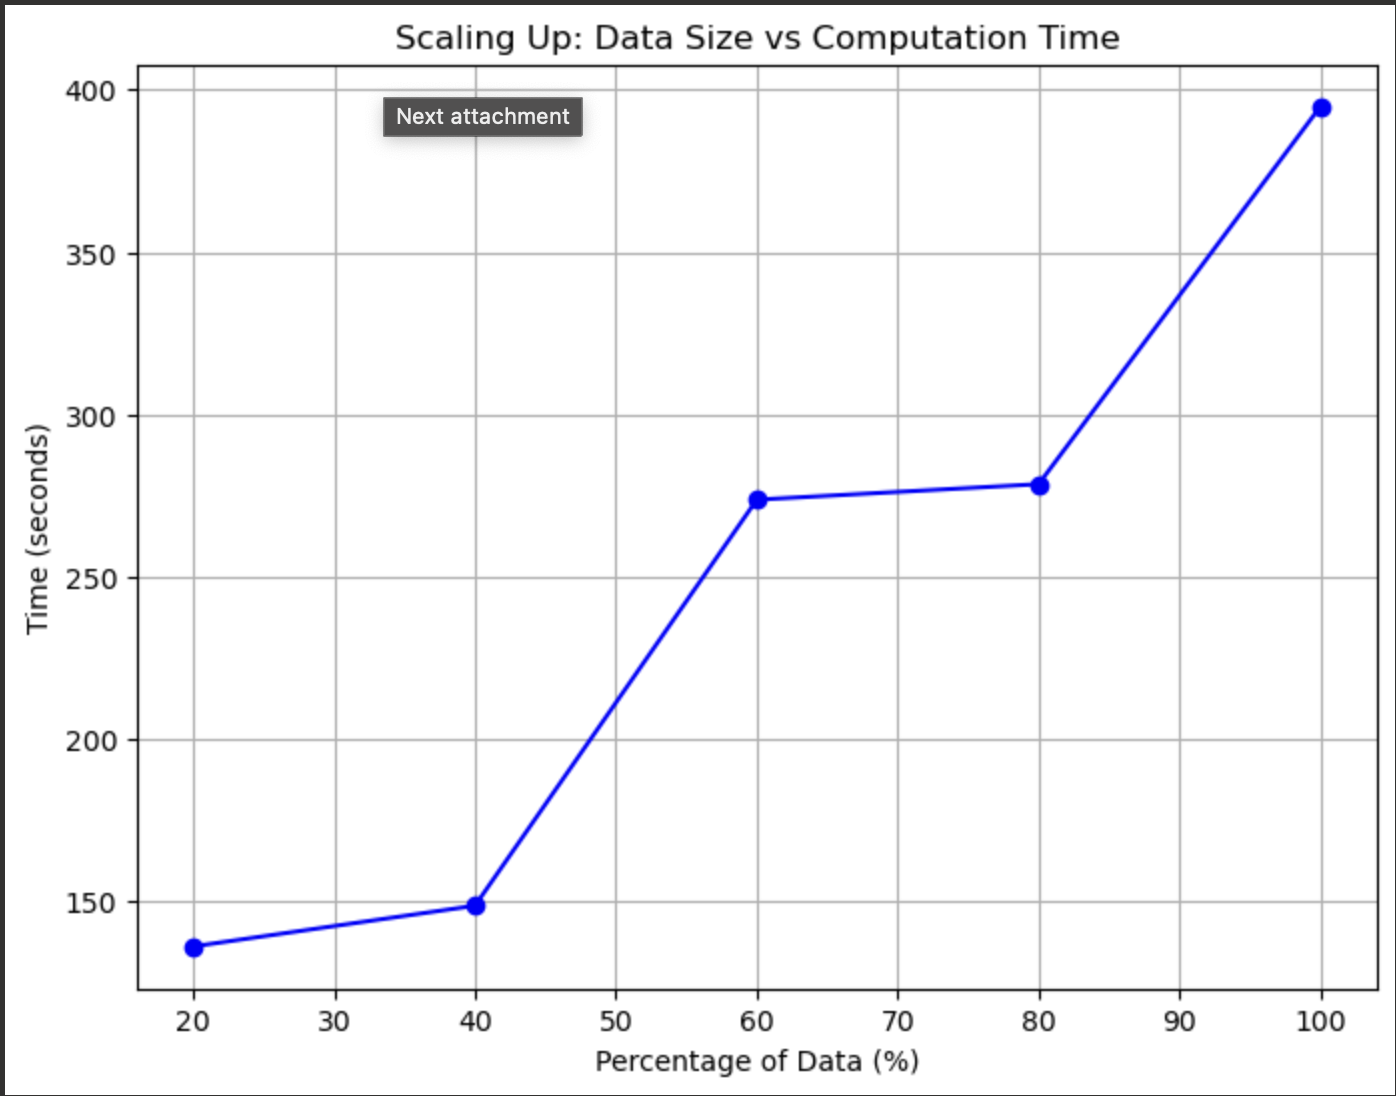 Scaling Up: Data Size vs Computation Time
Next attachment
400
350
300
250
200
150
Time (seconds)
20 30 40 50 60 70 80 90 100
Percentage of Data (%)